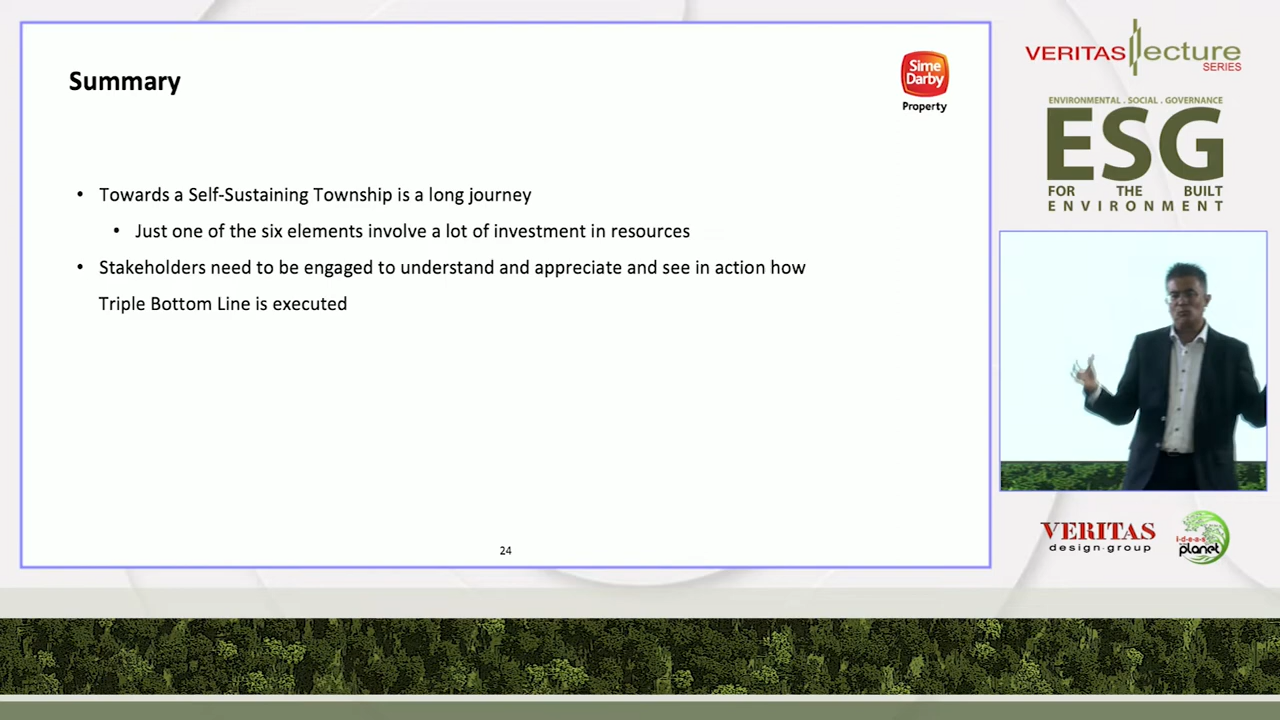 Summary
Sime
Darby
Property
• Towards a Self-Sustaining Township is a long journey
• Just one of the six elements involve a lot of investment in resources
• Stakeholders need to be engaged to understand and appreciate and see in action how
Triple Bottom Line is executed
24
VERITAS lecture
SERIES
ENVIRONMENTAL . SOCIAL . GOVERNANCE
ESG
FOR THE BUILT
ENVIRONMENT
VERITAS
design·group
ideas
planet